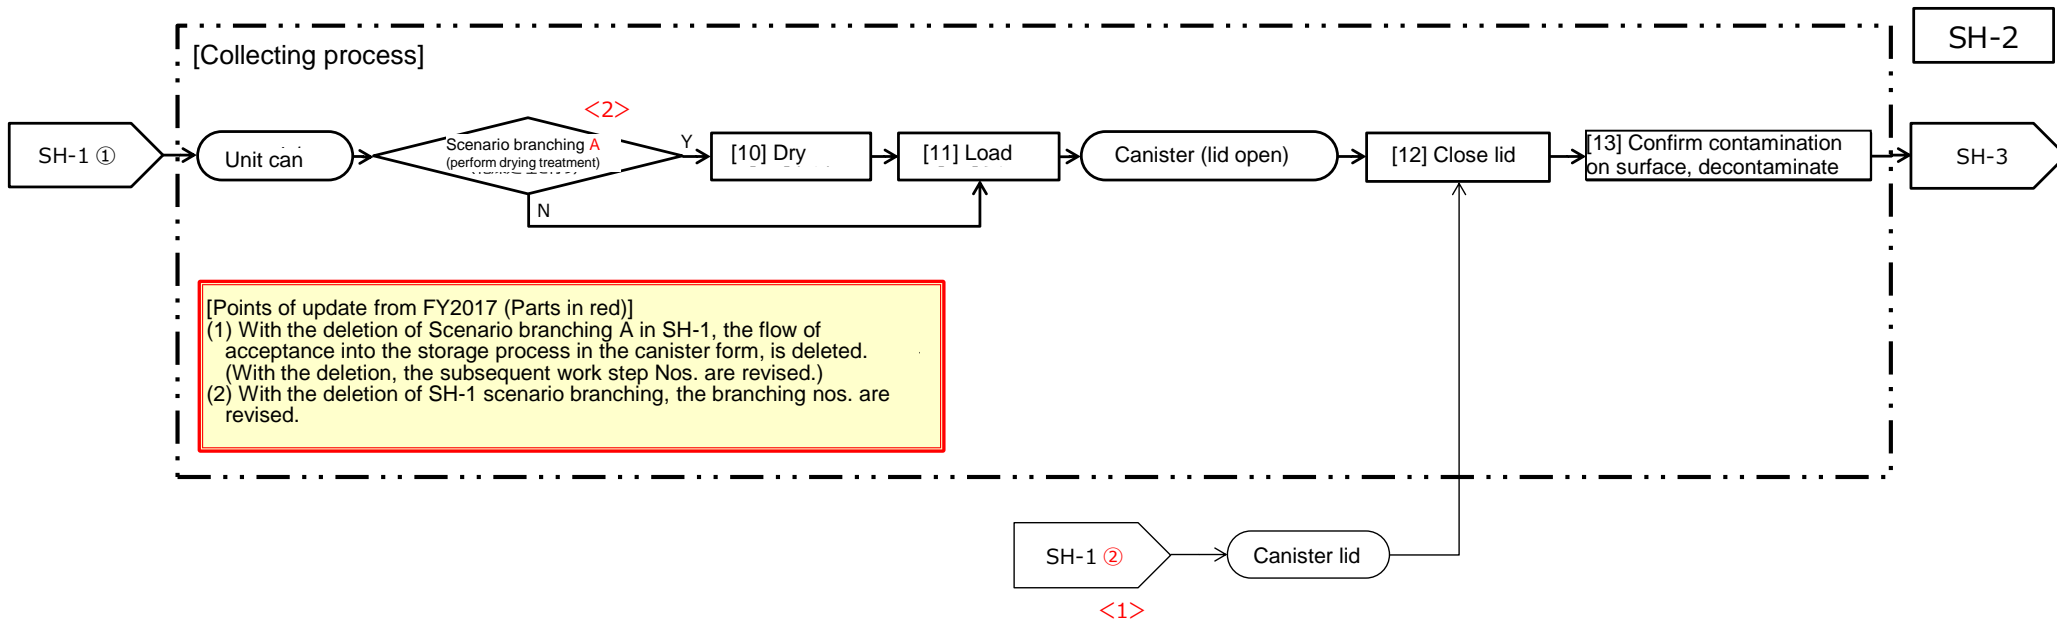 SH-2
[Collecting process]
<2>
SH-1 ①
Unit can
Scenario branching A
(perform drying treatment)
Y
N
[10] Dry
[11] Load
Canister (lid open)
[12] Close lid
[13] Confirm contamination
on surface, decontaminate
SH-3
[Points of update from FY2017 (Parts in red)]
(1) With the deletion of Scenario branching A in SH-1, the flow of
acceptance into the storage process in the canister form, is deleted.
(With the deletion, the subsequent work step Nos. are revised.)
(2) With the deletion of SH-1 scenario branching, the branching nos. are
revised.
SH-1 ②
Canister lid
<1>